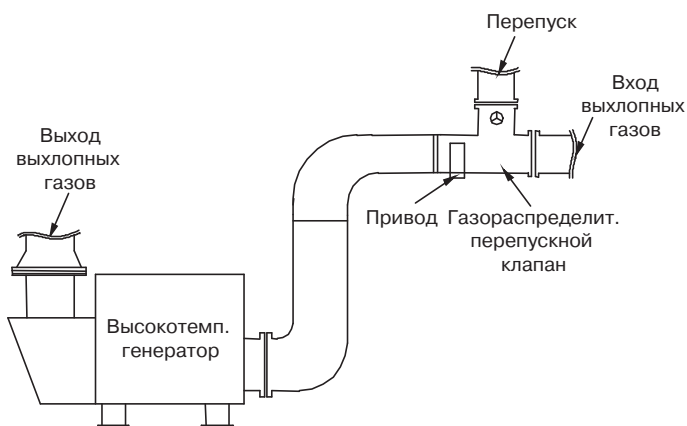 Перепуск
Вход
выхлопных
газов
Выход
выхлопных
газов
Привод
Газораспределит.
перепускной
клапан
Высокотемп.
генератор